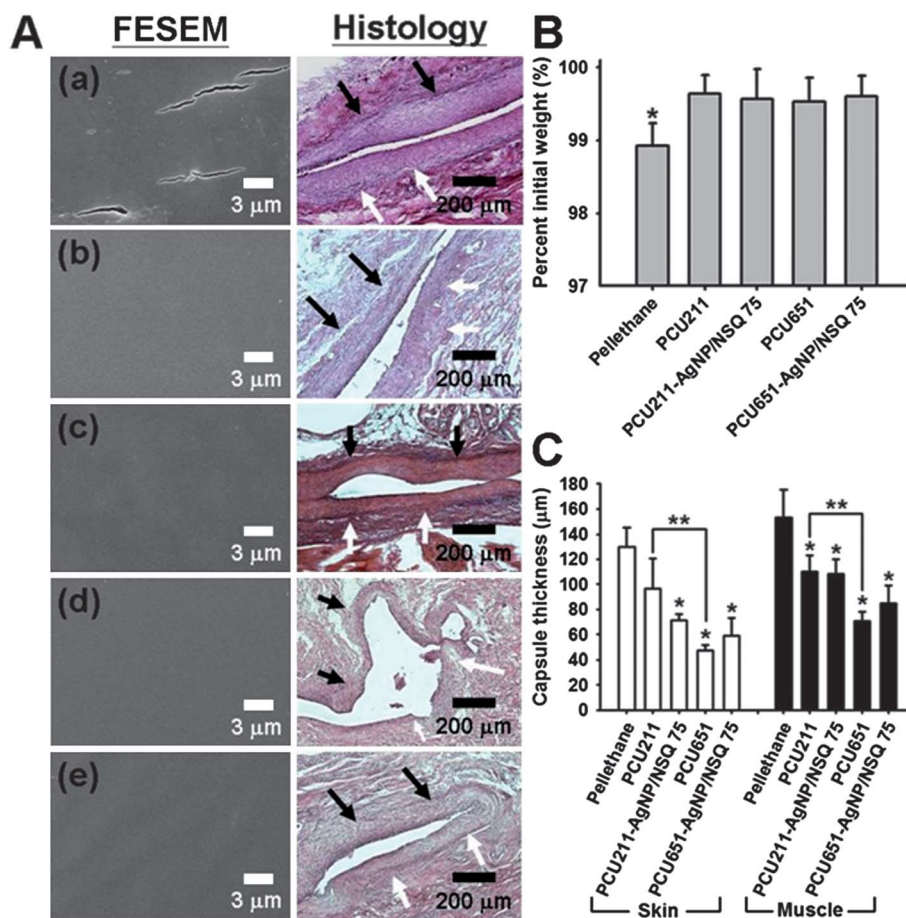 A
FESEM
Histology
(a)
3 μm
200 μm
(b)
3 μm
200 μm
(c)
3 μm
200 μm
(d)
3 μm
200 μm
(e)
3 μm
200 μm
B
Percent initial weight (%)
100
99
98
97
*
Pellethane
PCU211
PCU211-AgNP/NSQ 75
PCU651
PCU651-AgNP/NSQ 75
C
Capsule thickness (μm)
180
160
140
120
100
80
60
40
20
0
**
*
*
*
**
*
*
*
*
Pellethane
PCU211
PCU211-AgNP/NSQ 75
PCU651
PCU651-AgNP/NSQ 75
Pellethane
PCU211
PCU211-AgNP/NSQ 75
PCU651
PCU651-AgNP/NSQ 75
Skin
Muscle